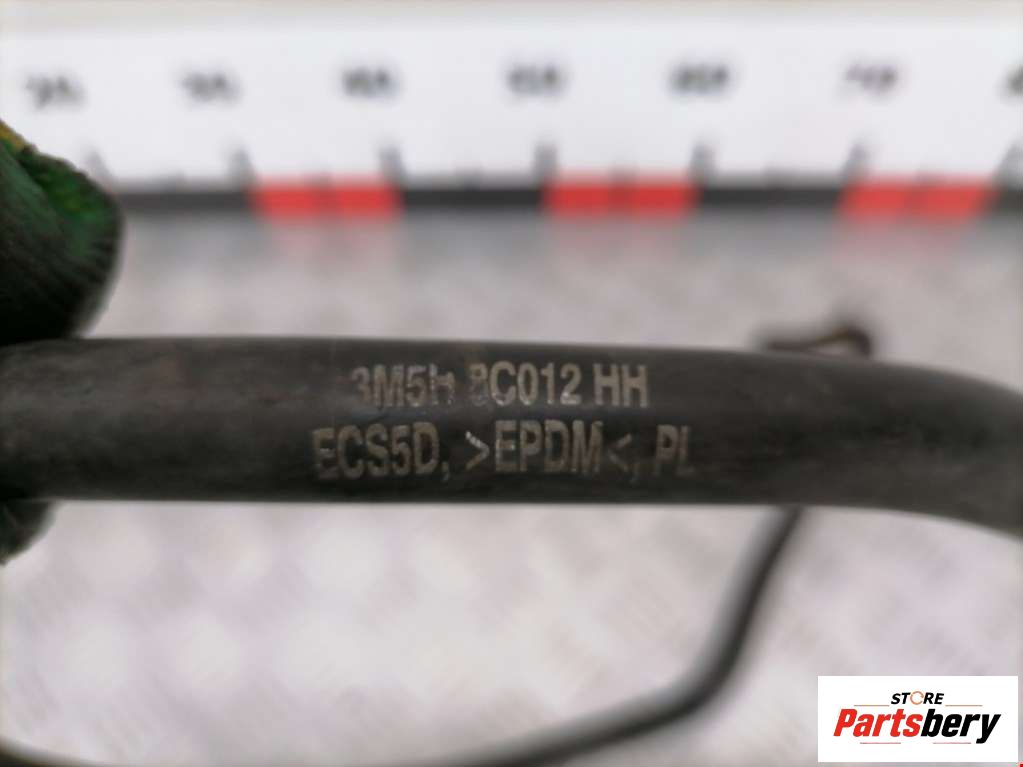 3M5H 8C012 HH
ECS5D, >EPDM<, PL
STORE
Partsbery